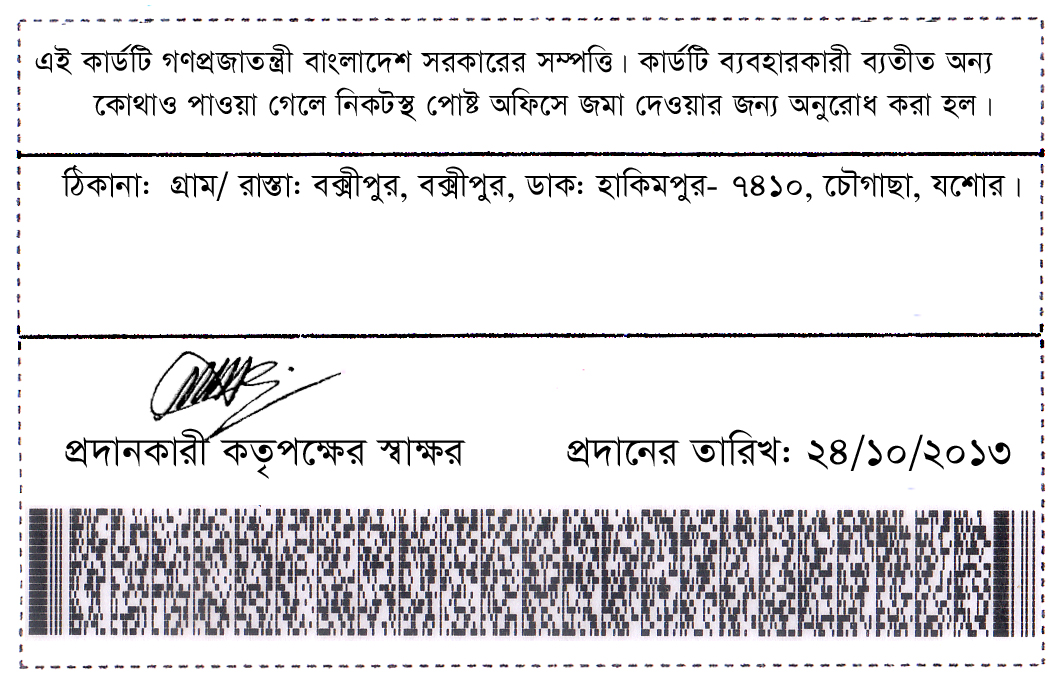 এই কার্ডটি গণপ্রজাতন্ত্রী বাংলাদেশ সরকারের সম্পত্তি। কার্ডটি ব্যবহারকারী ব্যতীত অন্য
কোথাও পাওয়া গেলে নিকটস্থ পোষ্ট অফিসে জমা দেওয়ার জন্য অনুরোধ করা হল।
ঠিকানা: গ্রাম/ রাস্তা: বক্সীপুর, বক্সীপুর, ডাক: হাকিমপুর- ৭৪১০, চৌগাছা, যশোর।
প্রদানকারী কতৃপক্ষের স্বাক্ষর প্রদানের তারিখ: ২৪/১০/২০১৩